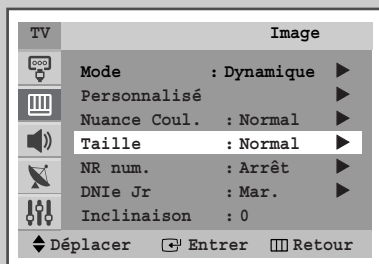 TV Image
Mode : Dynamique
Personnalisé
Nuance Coul. : Normal
Taille : Normal
NR num. : Arrêt
DNIe Jr : Mar.
Inclinaison : 0
Déplacer Entrer Retour